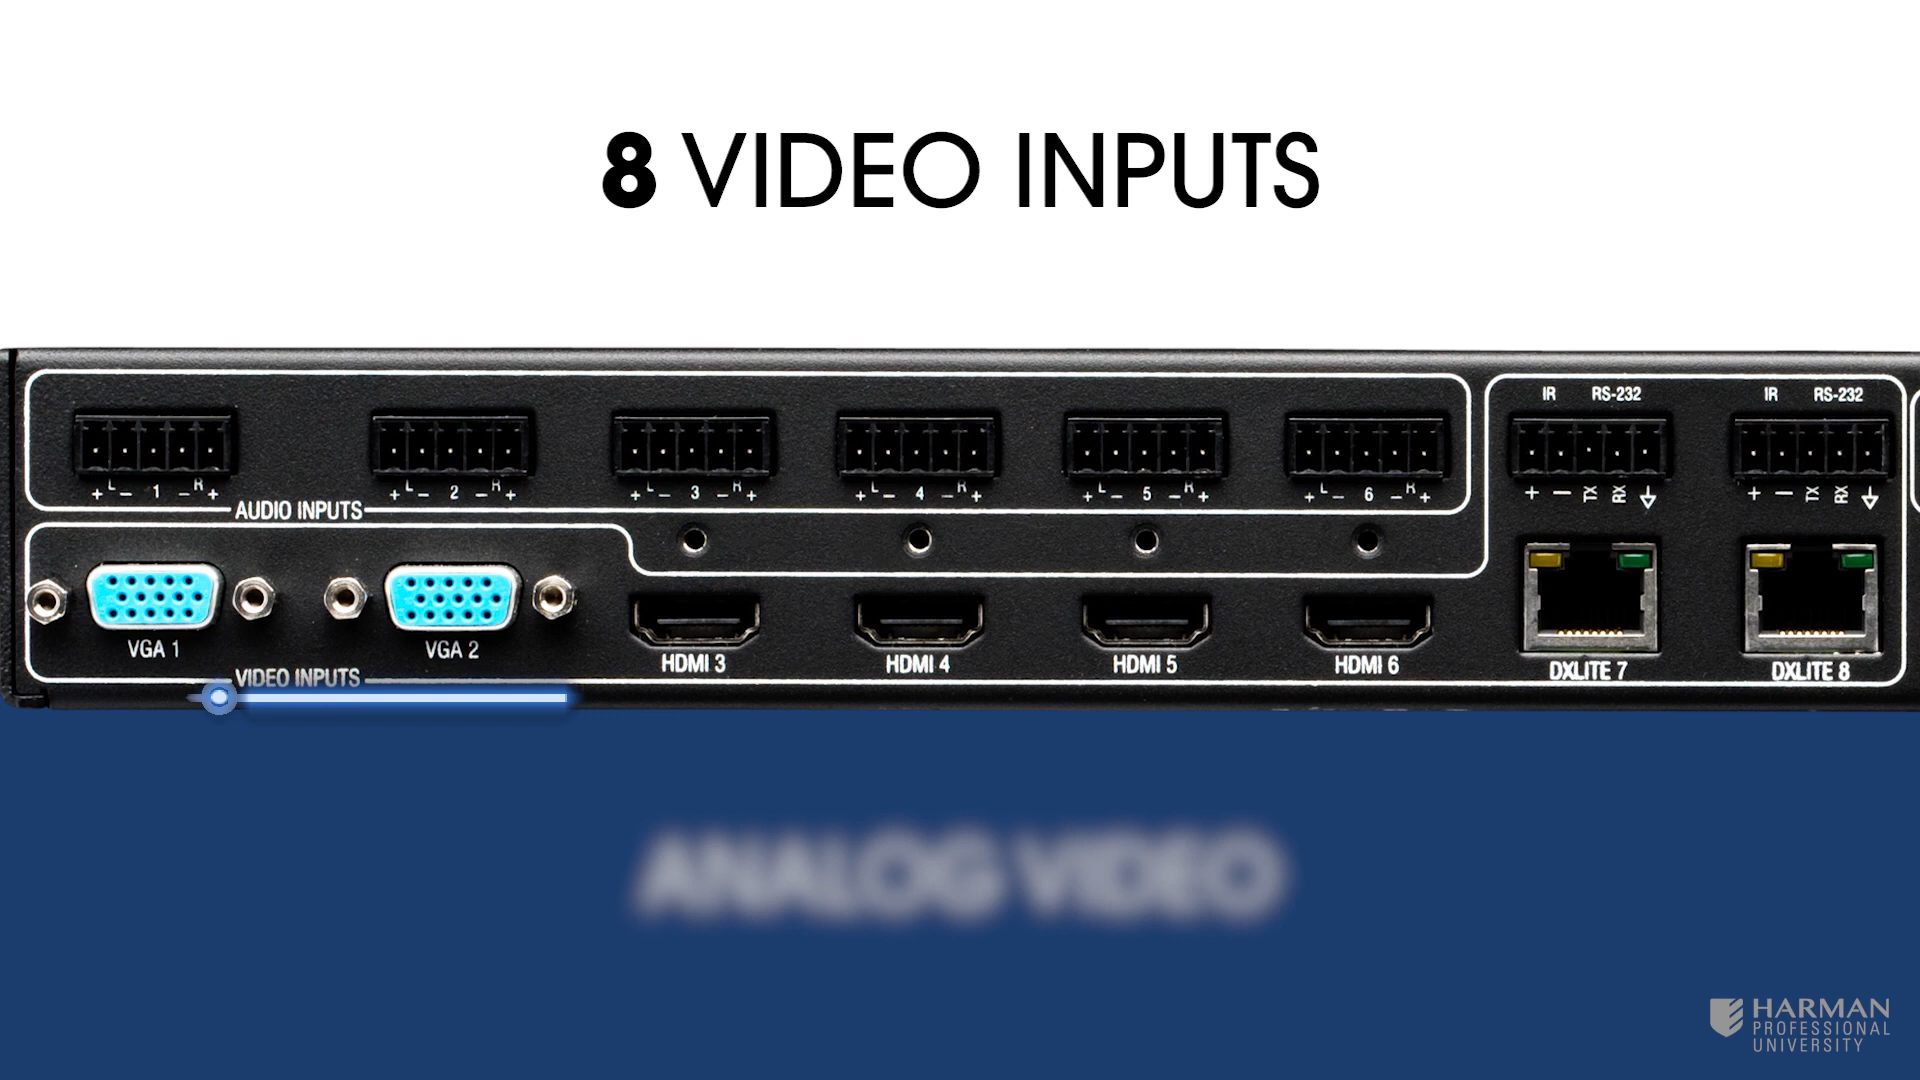 8 VIDEO INPUTS
IR RS-232 IR RS-232
+ L - 1 - R + + L - 2 - R + + L - 3 - R + + L - 4 - R + + L - 5 - R + + L - 6 - R + + - TX RX + - TX RX
AUDIO INPUTS
VGA 1 VGA 2 HDMI 3 HDMI 4 HDMI 5 HDMI 6 DXLITE 7 DXLITE 8
VIDEO INPUTS
ANALOG VIDEO
HARMAN
PROFESSIONAL
UNIVERSITY